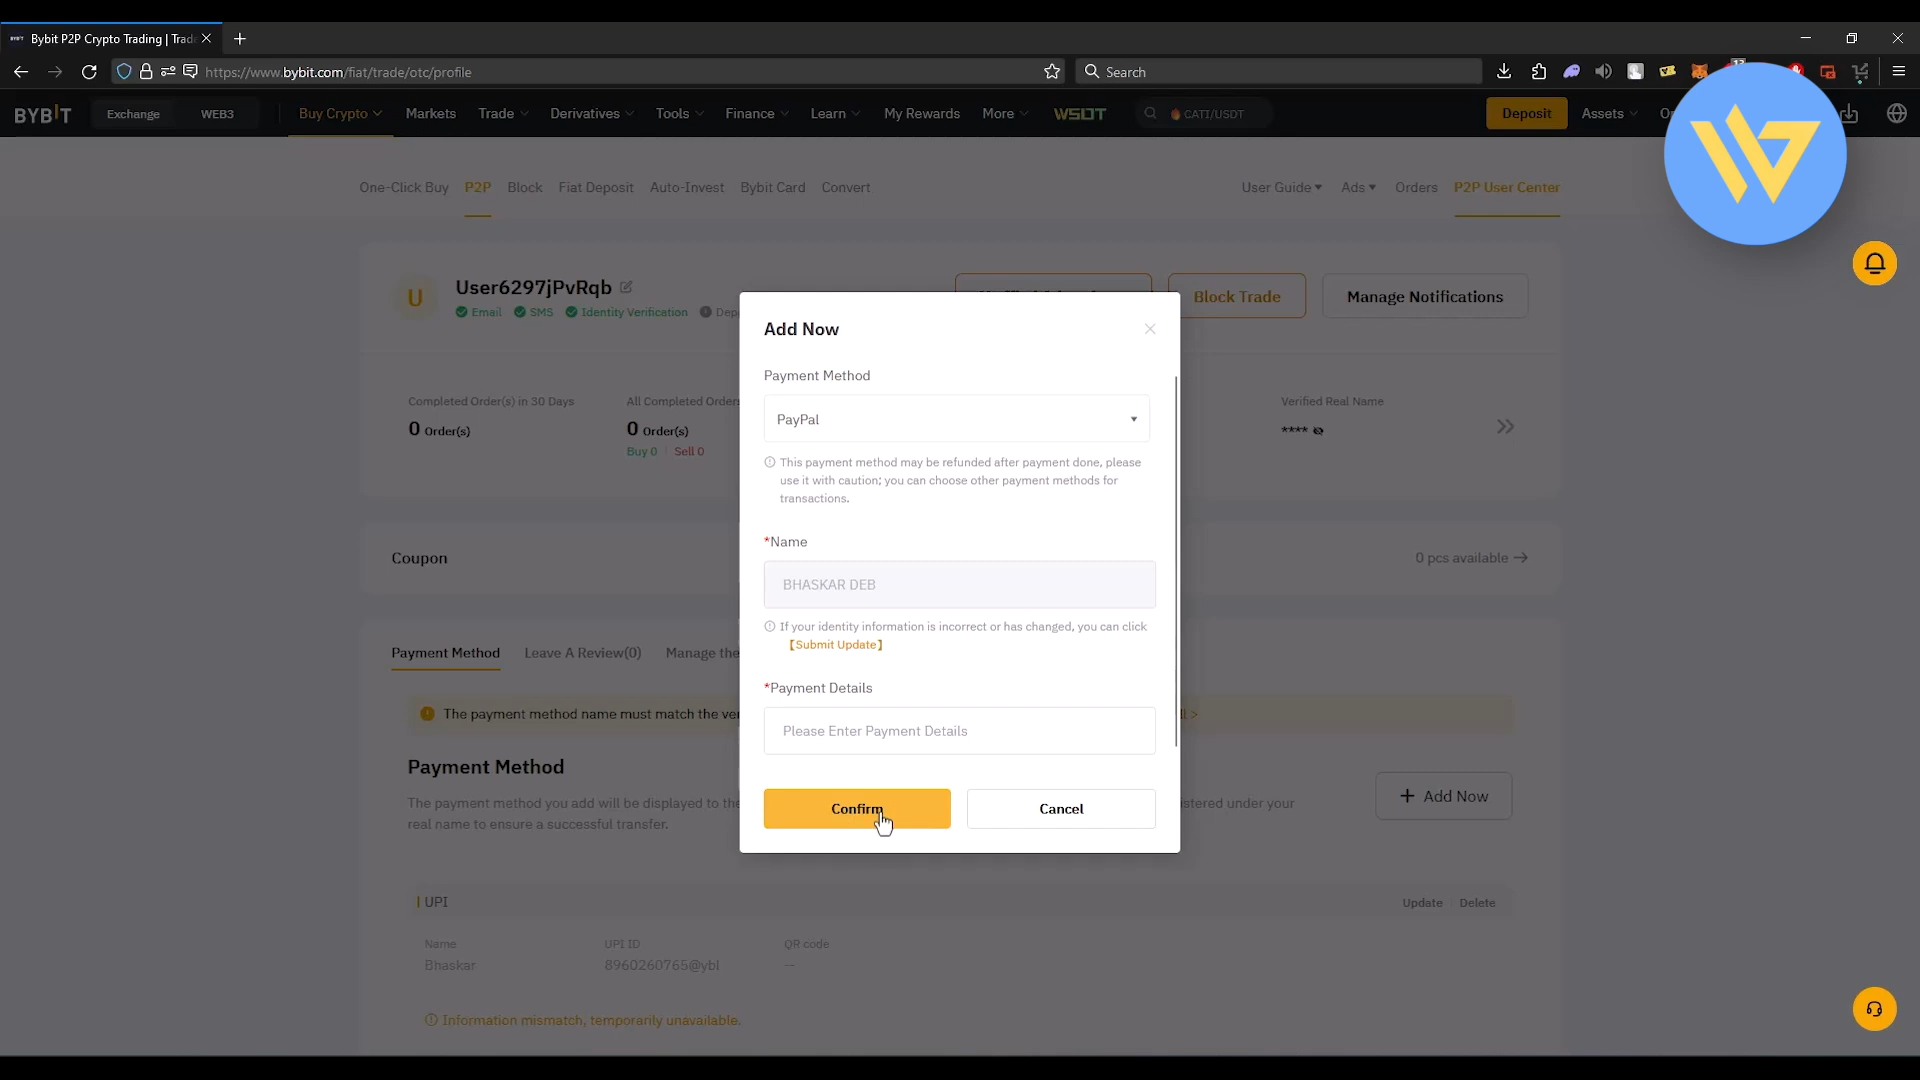 Bybit P2P Crypto Trading | Trade
https://www.bybit.com/fiat/trade/otc/profile
Search
BYBIT
Exchange
WEB3
Buy Crypto
Markets
Trade
Derivatives
Tools
Finance
Learn
My Rewards
More
WSOT
CATI/USDT
Deposit
Assets
One-Click Buy
P2P
Block
Fiat Deposit
Auto-Invest
Bybit Card
Convert
User Guide
Ads
Orders
P2P User Center
U
User6297jPvRqb
Email
SMS
Identity Verification
Block Trade
Manage Notifications
Completed Order(s) in 30 Days
0 Order(s)
All Completed Orders
0 Order(s)
Buy 0 | Sell 0
Verified Real Name
****
Coupon
0 pcs available →
Payment Method
Leave A Review(0)
Manage the
The payment method name must match the ver
Payment Method
The payment method you add will be displayed to the
istered under your
real name to ensure a successful transfer.
+ Add Now
UPI
Update
Delete
Name
UPI ID
QR code
Bhaskar
8960260765@ybl
--
Information mismatch, temporarily unavailable.
Add Now
Payment Method
PayPal
This payment method may be refunded after payment done, please
use it with caution; you can choose other payment methods for
transactions.
*Name
BHASKAR DEB
If your identity information is incorrect or has changed, you can click
【Submit Update】
*Payment Details
Please Enter Payment Details
Confirm
Cancel